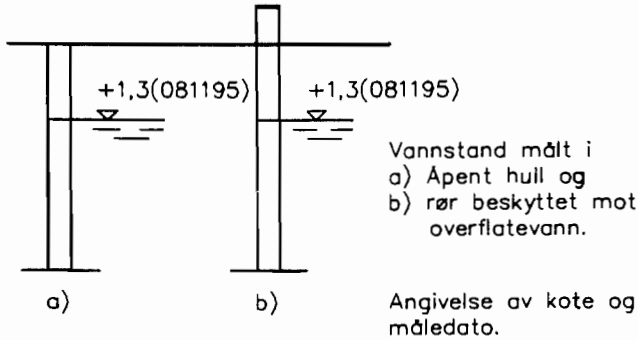 +1,3(081195) +1,3(081195)
Vannstand målt i
a) Åpent hull og
b) rør beskyttet mot
overflatevann.
a) b)
Angivelse av kote og
måledato.